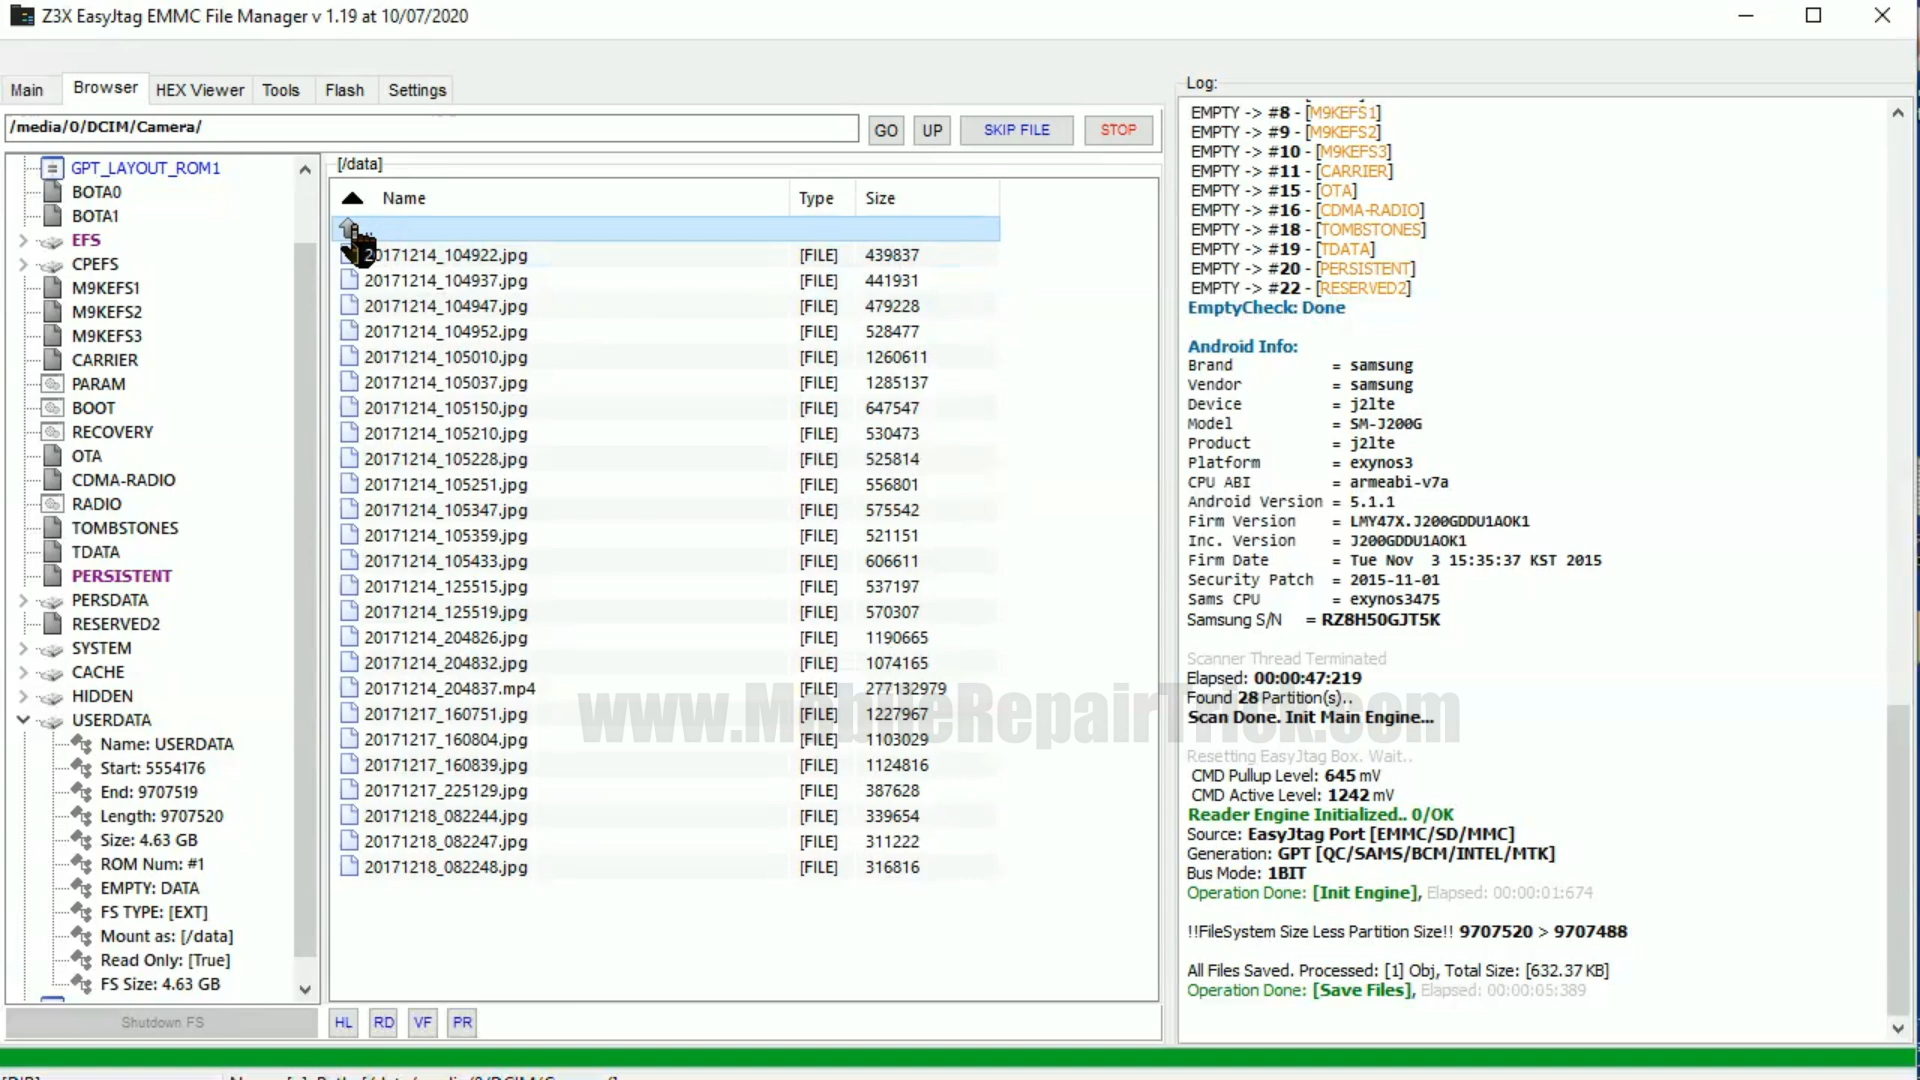 Z3X EasyJtag EMMC File Manager v 1.19 at 10/07/2020
Main Browser HEX Viewer Tools Flash Settings
/media/0/DCIM/Camera/ GO UP SKIP FILE STOP
GPT_LAYOUT_ROM1
BOTA0
BOTA1
EFS
CPEFS
M9KEFS1
M9KEFS2
M9KEFS3
CARRIER
PARAM
BOOT
RECOVERY
OTA
CDMA-RADIO
RADIO
TOMBSTONES
TDATA
PERSISTENT
PERSDATA
RESERVED2
SYSTEM
CACHE
HIDDEN
USERDATA
Name: USERDATA
Start: 5554176
End: 9707519
Length: 9707520
Size: 4.63 GB
ROM Num: #1
EMPTY: DATA
FS TYPE: [EXT]
Mount as: [/data]
Read Only: [True]
FS Size: 4.63 GB
Shutdown FS
[/data]
Name Type Size
20171214_104922.jpg [FILE] 439837
20171214_104937.jpg [FILE] 441931
20171214_104947.jpg [FILE] 479228
20171214_104952.jpg [FILE] 528477
20171214_105010.jpg [FILE] 1260611
20171214_105037.jpg [FILE] 1285137
20171214_105150.jpg [FILE] 647547
20171214_105210.jpg [FILE] 530473
20171214_105228.jpg [FILE] 525814
20171214_105251.jpg [FILE] 556801
20171214_105347.jpg [FILE] 575542
20171214_105359.jpg [FILE] 521151
20171214_105433.jpg [FILE] 606611
20171214_125515.jpg [FILE] 537197
20171214_125519.jpg [FILE] 570307
20171214_204826.jpg [FILE] 1190665
20171214_204832.jpg [FILE] 1074165
20171214_204837.mp4 [FILE] 277132979
20171217_160751.jpg [FILE] 1227967
20171217_160804.jpg [FILE] 1103029
20171217_160839.jpg [FILE] 1124816
20171217_225129.jpg [FILE] 387628
20171218_082244.jpg [FILE] 339654
20171218_082247.jpg [FILE] 311222
20171218_082248.jpg [FILE] 316816
www.MobileRepairTrick.com
HL RD VF PR
Log:
EMPTY -> #8 - [M9KEFS1]
EMPTY -> #9 - [M9KEFS2]
EMPTY -> #10 - [M9KEFS3]
EMPTY -> #11 - [CARRIER]
EMPTY -> #15 - [OTA]
EMPTY -> #16 - [CDMA-RADIO]
EMPTY -> #18 - [TOMBSTONES]
EMPTY -> #19 - [TDATA]
EMPTY -> #20 - [PERSISTENT]
EMPTY -> #22 - [RESERVED2]
EmptyCheck: Done
Android Info:
Brand = samsung
Vendor = samsung
Device = j2lte
Model = SM-J200G
Product = j2lte
Platform = exynos3
CPU ABI = armeabi-v7a
Android Version = 5.1.1
Firm Version = LMY47X.J200GDDU1AOK1
Inc. Version = J200GDDU1AOK1
Firm Date = Tue Nov 3 15:35:37 KST 2015
Security Patch = 2015-11-01
Sams CPU = exynos3475
Samsung S/N = RZ8H50GJT5K
Scanner Thread Terminated
Elapsed: 00:00:47:219
Found 28 Partition(s)..
Scan Done. Init Main Engine...
Resetting EasyJtag Box. Wait..
CMD Pullup Level: 645 mV
CMD Active Level: 1242 mV
Reader Engine Initialized.. 0/OK
Source: EasyJtag Port [EMMC/SD/MMC]
Generation: GPT [QC/SAMS/BCM/INTEL/MTK]
Bus Mode: 1BIT
Operation Done: [Init Engine], Elapsed: 00:00:01:674
!!FileSystem Size Less Partition Size!! 9707520 > 9707488
All Files Saved. Processed: [1] Obj, Total Size: [632.37 KB]
Operation Done: [Save Files], Elapsed: 00:00:05:389